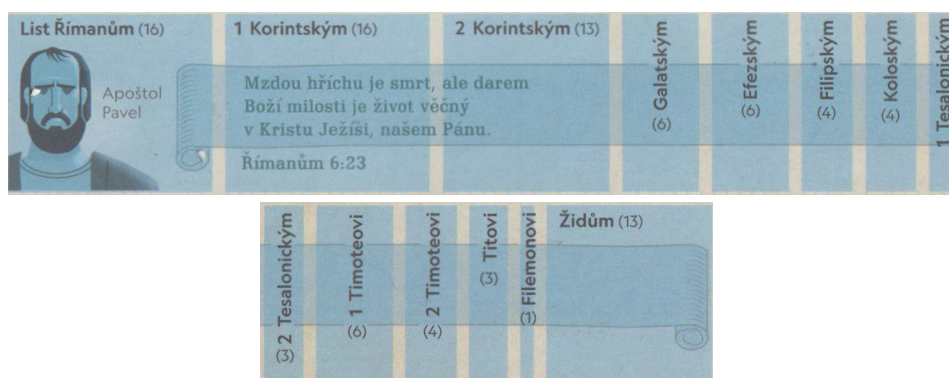 List Římanům (16)
1 Korintským (16)
2 Korintským (13)
Apoštol
Pavel
Mzdou hříchu je smrt, ale darem
Boží milosti je život věčný
v Kristu Ježíši, našem Pánu.
Římanům 6:23
(6) Galatským
(6) Efezským
(4) Filipským
(4) Koloským
1 Tesalonickým
(3) 2 Tesalonickým
(6) 1 Timoteovi
(4) 2 Timoteovi
(3) Titovi
(1) Filemonovi
Židům (13)